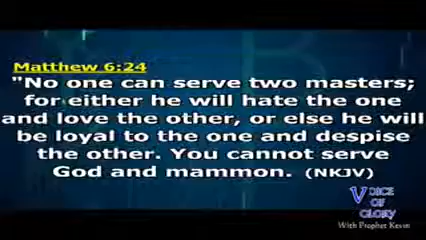 Matthew 6:24
"No one can serve two masters;
for either he will hate the one
and love the other, or else he will
be loyal to the one and despise
the other. You cannot serve
God and mammon. (NKJV)
VOICE
OF
GLORY
With Prophet Kevin